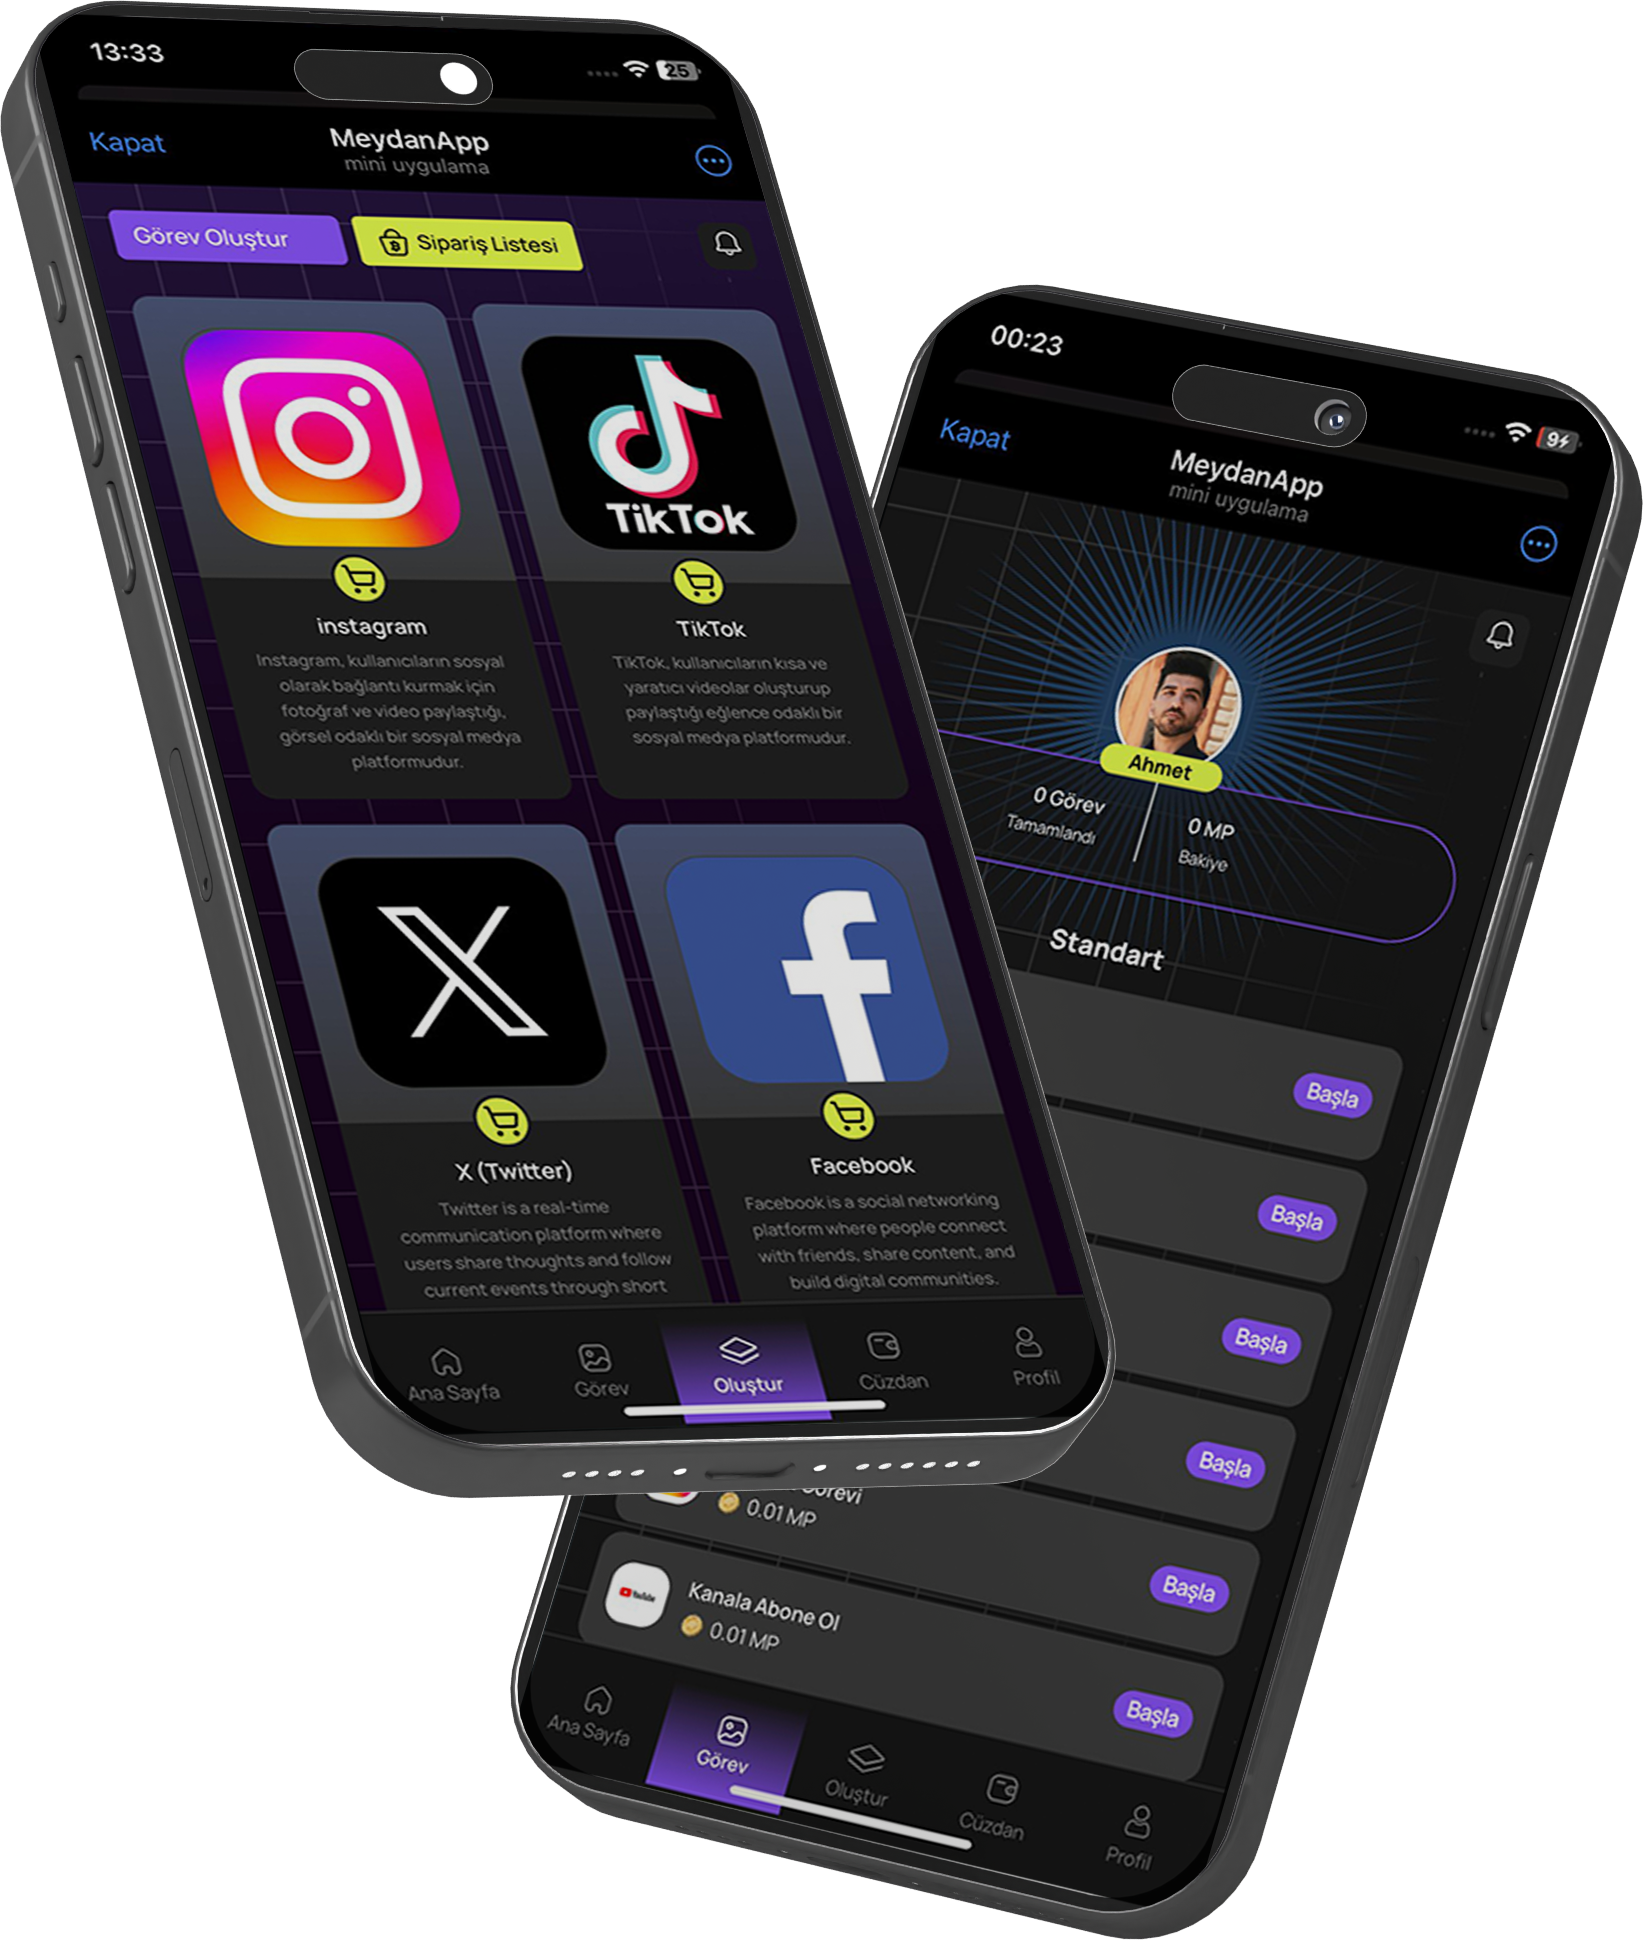 13:33
25
Kapat
MeydanApp
mini uygulama
Görev Oluştur
Sipariş Listesi
TikTok
instagram
Instagram, kullanıcıların sosyal
olarak bağlantı kurmak için
fotoğraf ve video paylaştığı,
görsel odaklı bir sosyal medya
platformudur.
TikTok
TikTok, kullanıcıların kısa ve
yaratıcı videolar oluşturup
paylaştığı eğlence odaklı bir
sosyal medya platformudur.
X (Twitter)
Twitter is a real-time
communication platform where
users share thoughts and follow
current events through short
Facebook
Facebook is a social networking
platform where people connect
with friends, share content, and
build digital communities.
Ana Sayfa
Görev
Oluştur
Cüzdan
Profil
00:23
9
Kapat
MeydanApp
mini uygulama
Ahmet
0 Görev
Tamamlandı
0 MP
Bakiye
Standart
Başla
Başla
Başla
Başla
Görevi
0.01 MP
Başla
YouTube
Kanala Abone Ol
0.01 MP
Başla
Ana Sayfa
Görev
Oluştur
Cüzdan
Profil